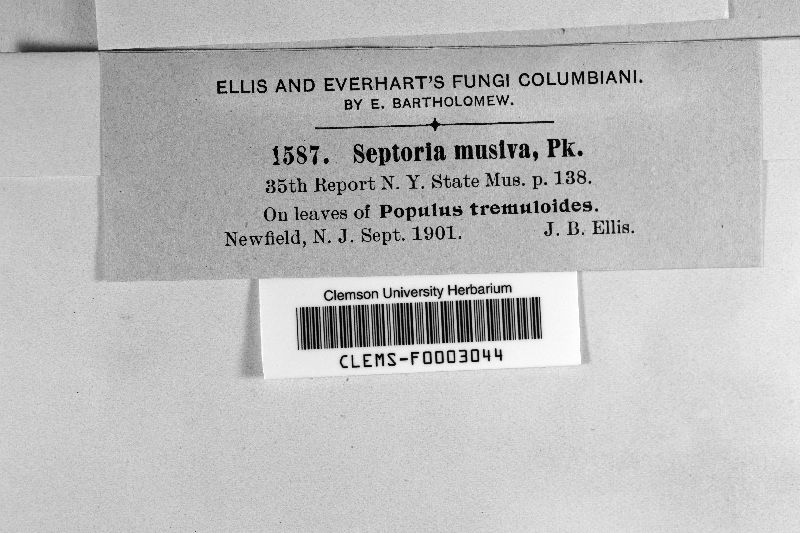 ELLIS AND EVERHART'S FUNGI COLUMBIANI.
BY E. BARTHOLOMEW.
1587. Septoria musiva, Pk.
35th Report N. Y. State Mus. p. 138.
On leaves of Populus tremuloides.
Newfield, N. J. Sept. 1901. J. B. Ellis.
Clemson University Herbarium
CLEMS-F0003044